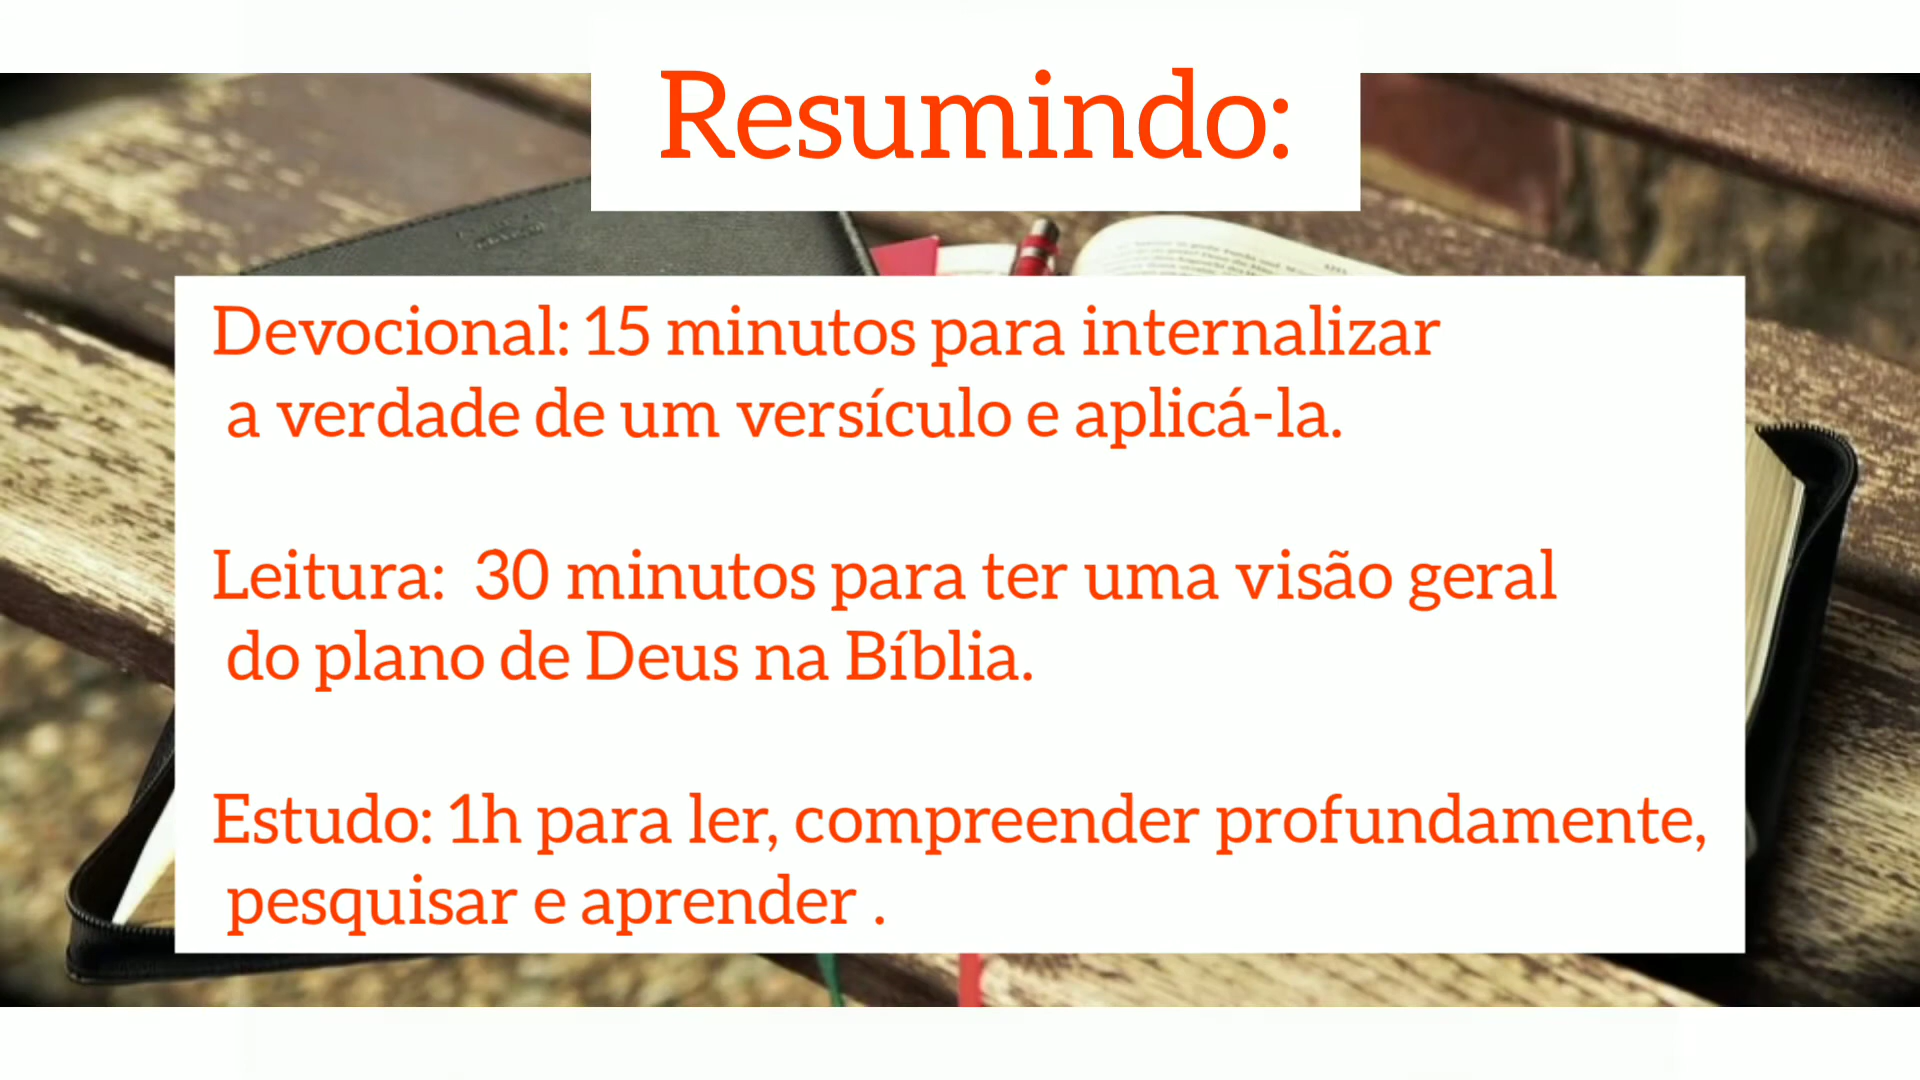 Resumindo:
Devocional: 15 minutos para internalizar
a verdade de um versículo e aplicá-la.
Leitura: 30 minutos para ter uma visão geral
do plano de Deus na Bíblia.
Estudo: 1h para ler, compreender profundamente,
pesquisar e aprender .